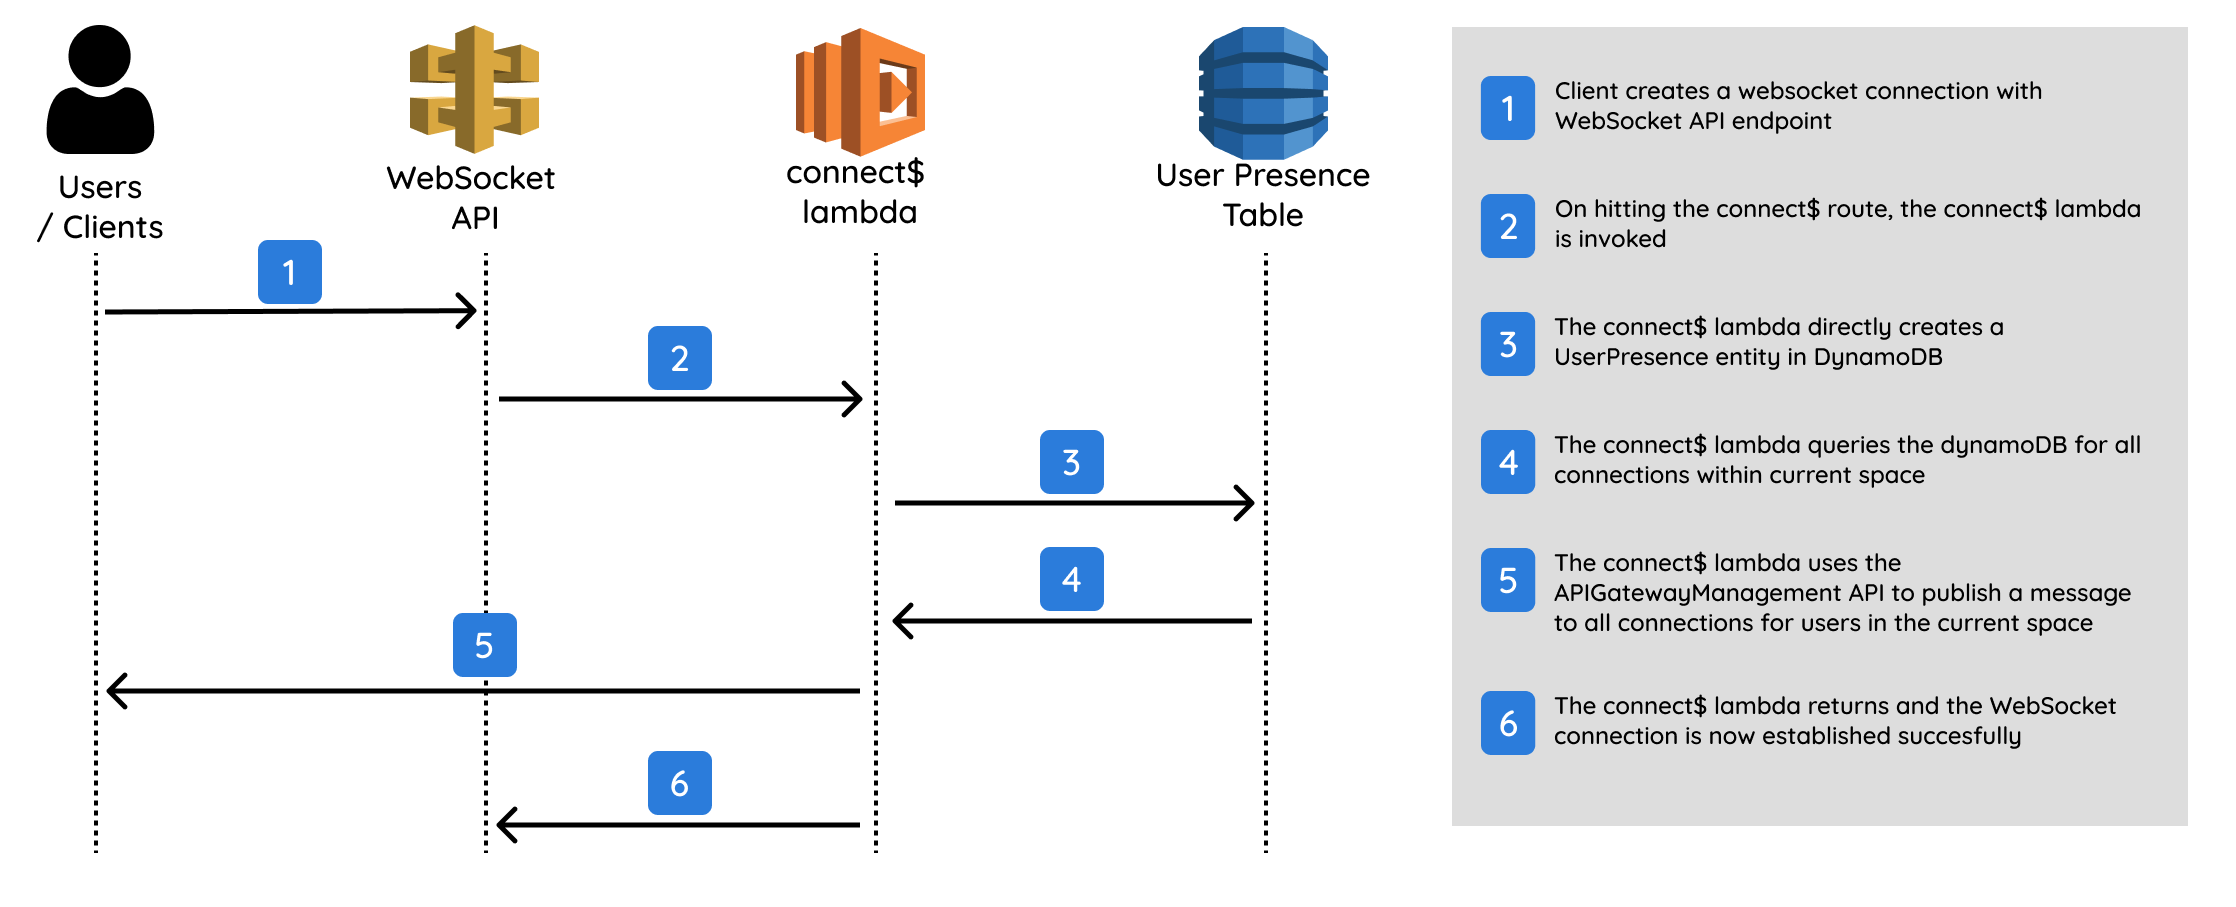 Users
/ Clients
WebSocket
API
connect$
lambda
User Presence
Table
1
2
3
4
5
6
1
Client creates a websocket connection with
WebSocket API endpoint
2
On hitting the connect$ route, the connect$ lambda
is invoked
3
The connect$ lambda directly creates a
UserPresence entity in DynamoDB
4
The connect$ lambda queries the dynamoDB for all
connections within current space
5
The connect$ lambda uses the
APIGatewayManagement API to publish a message
to all connections for users in the current space
6
The connect$ lambda returns and the WebSocket
connection is now established succesfully